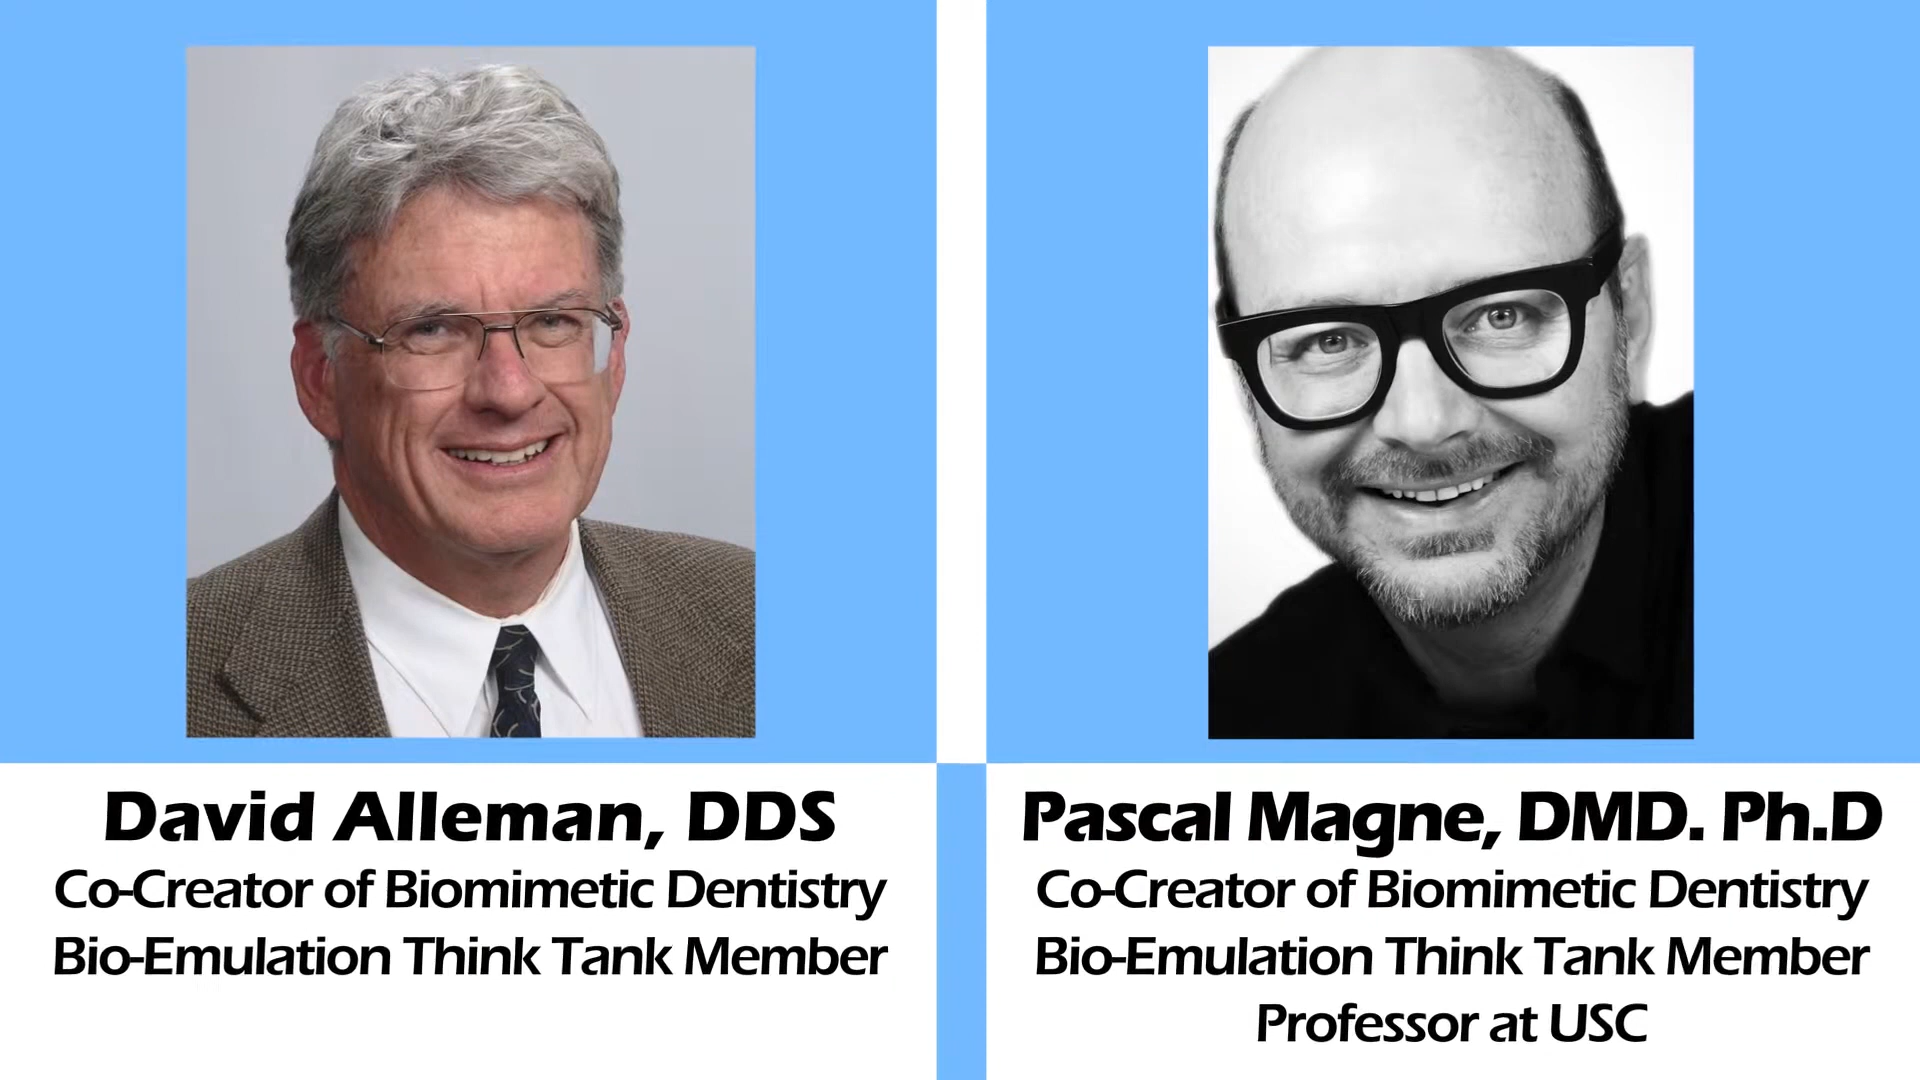 David Alleman, DDS
Co-Creator of Biomimetic Dentistry
Bio-Emulation Think Tank Member
Pascal Magne, DMD. Ph.D
Co-Creator of Biomimetic Dentistry
Bio-Emulation Think Tank Member
Professor at USC